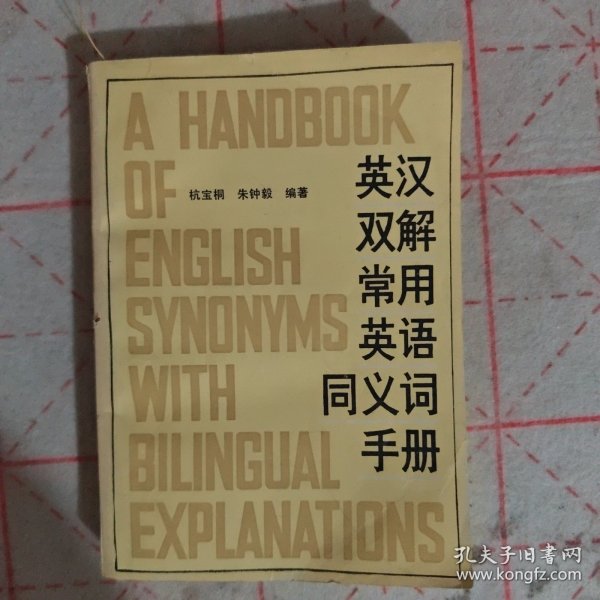 A HANDBOOK
OF
ENGLISH
SYNONYMS
WITH
BILINGUAL
EXPLANATIONS
杭宝桐 朱钟毅 编著
英汉
双解
常用
英语
同义词
手册
孔夫子旧書网
www.kongfz.com